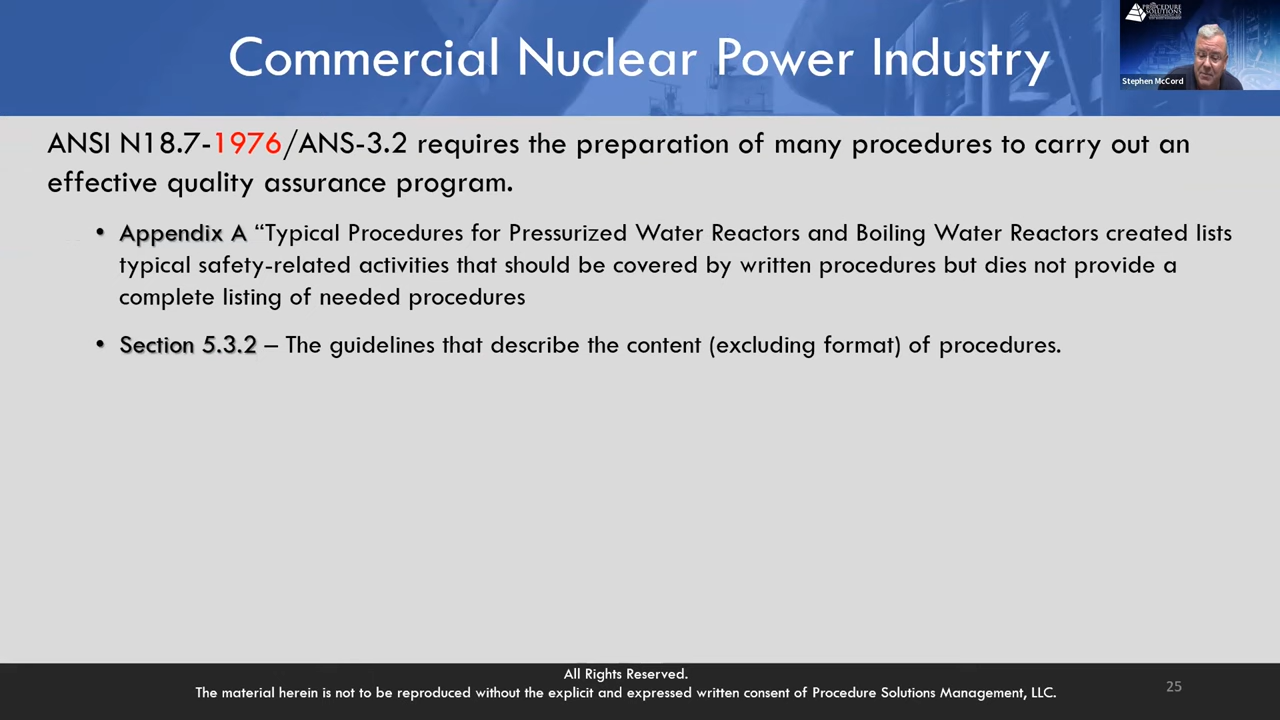 Commercial Nuclear Power Industry
PROCEDURE
SOLUTIONS
Stephen McCord
ANSI N18.7-1976/ANS-3.2 requires the preparation of many procedures to carry out an
effective quality assurance program.
• Appendix A “Typical Procedures for Pressurized Water Reactors and Boiling Water Reactors created lists
typical safety-related activities that should be covered by written procedures but dies not provide a
complete listing of needed procedures
• Section 5.3.2 – The guidelines that describe the content (excluding format) of procedures.
All Rights Reserved.
The material herein is not to be reproduced without the explicit and expressed written consent of Procedure Solutions Management, LLC.
25